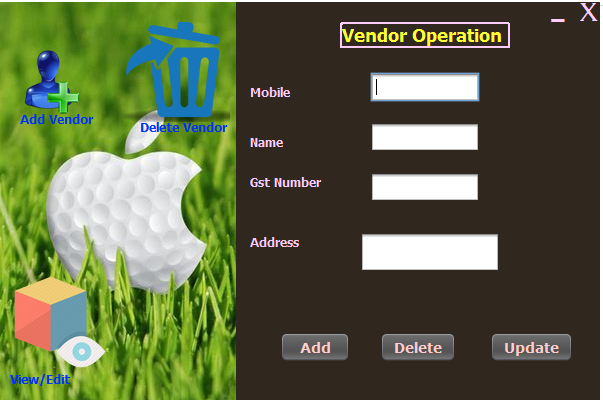 _ X
Vendor Operation
Add Vendor
Delete Vendor
View/Edit
Mobile
Name
Gst Number
Address
Add
Delete
Update